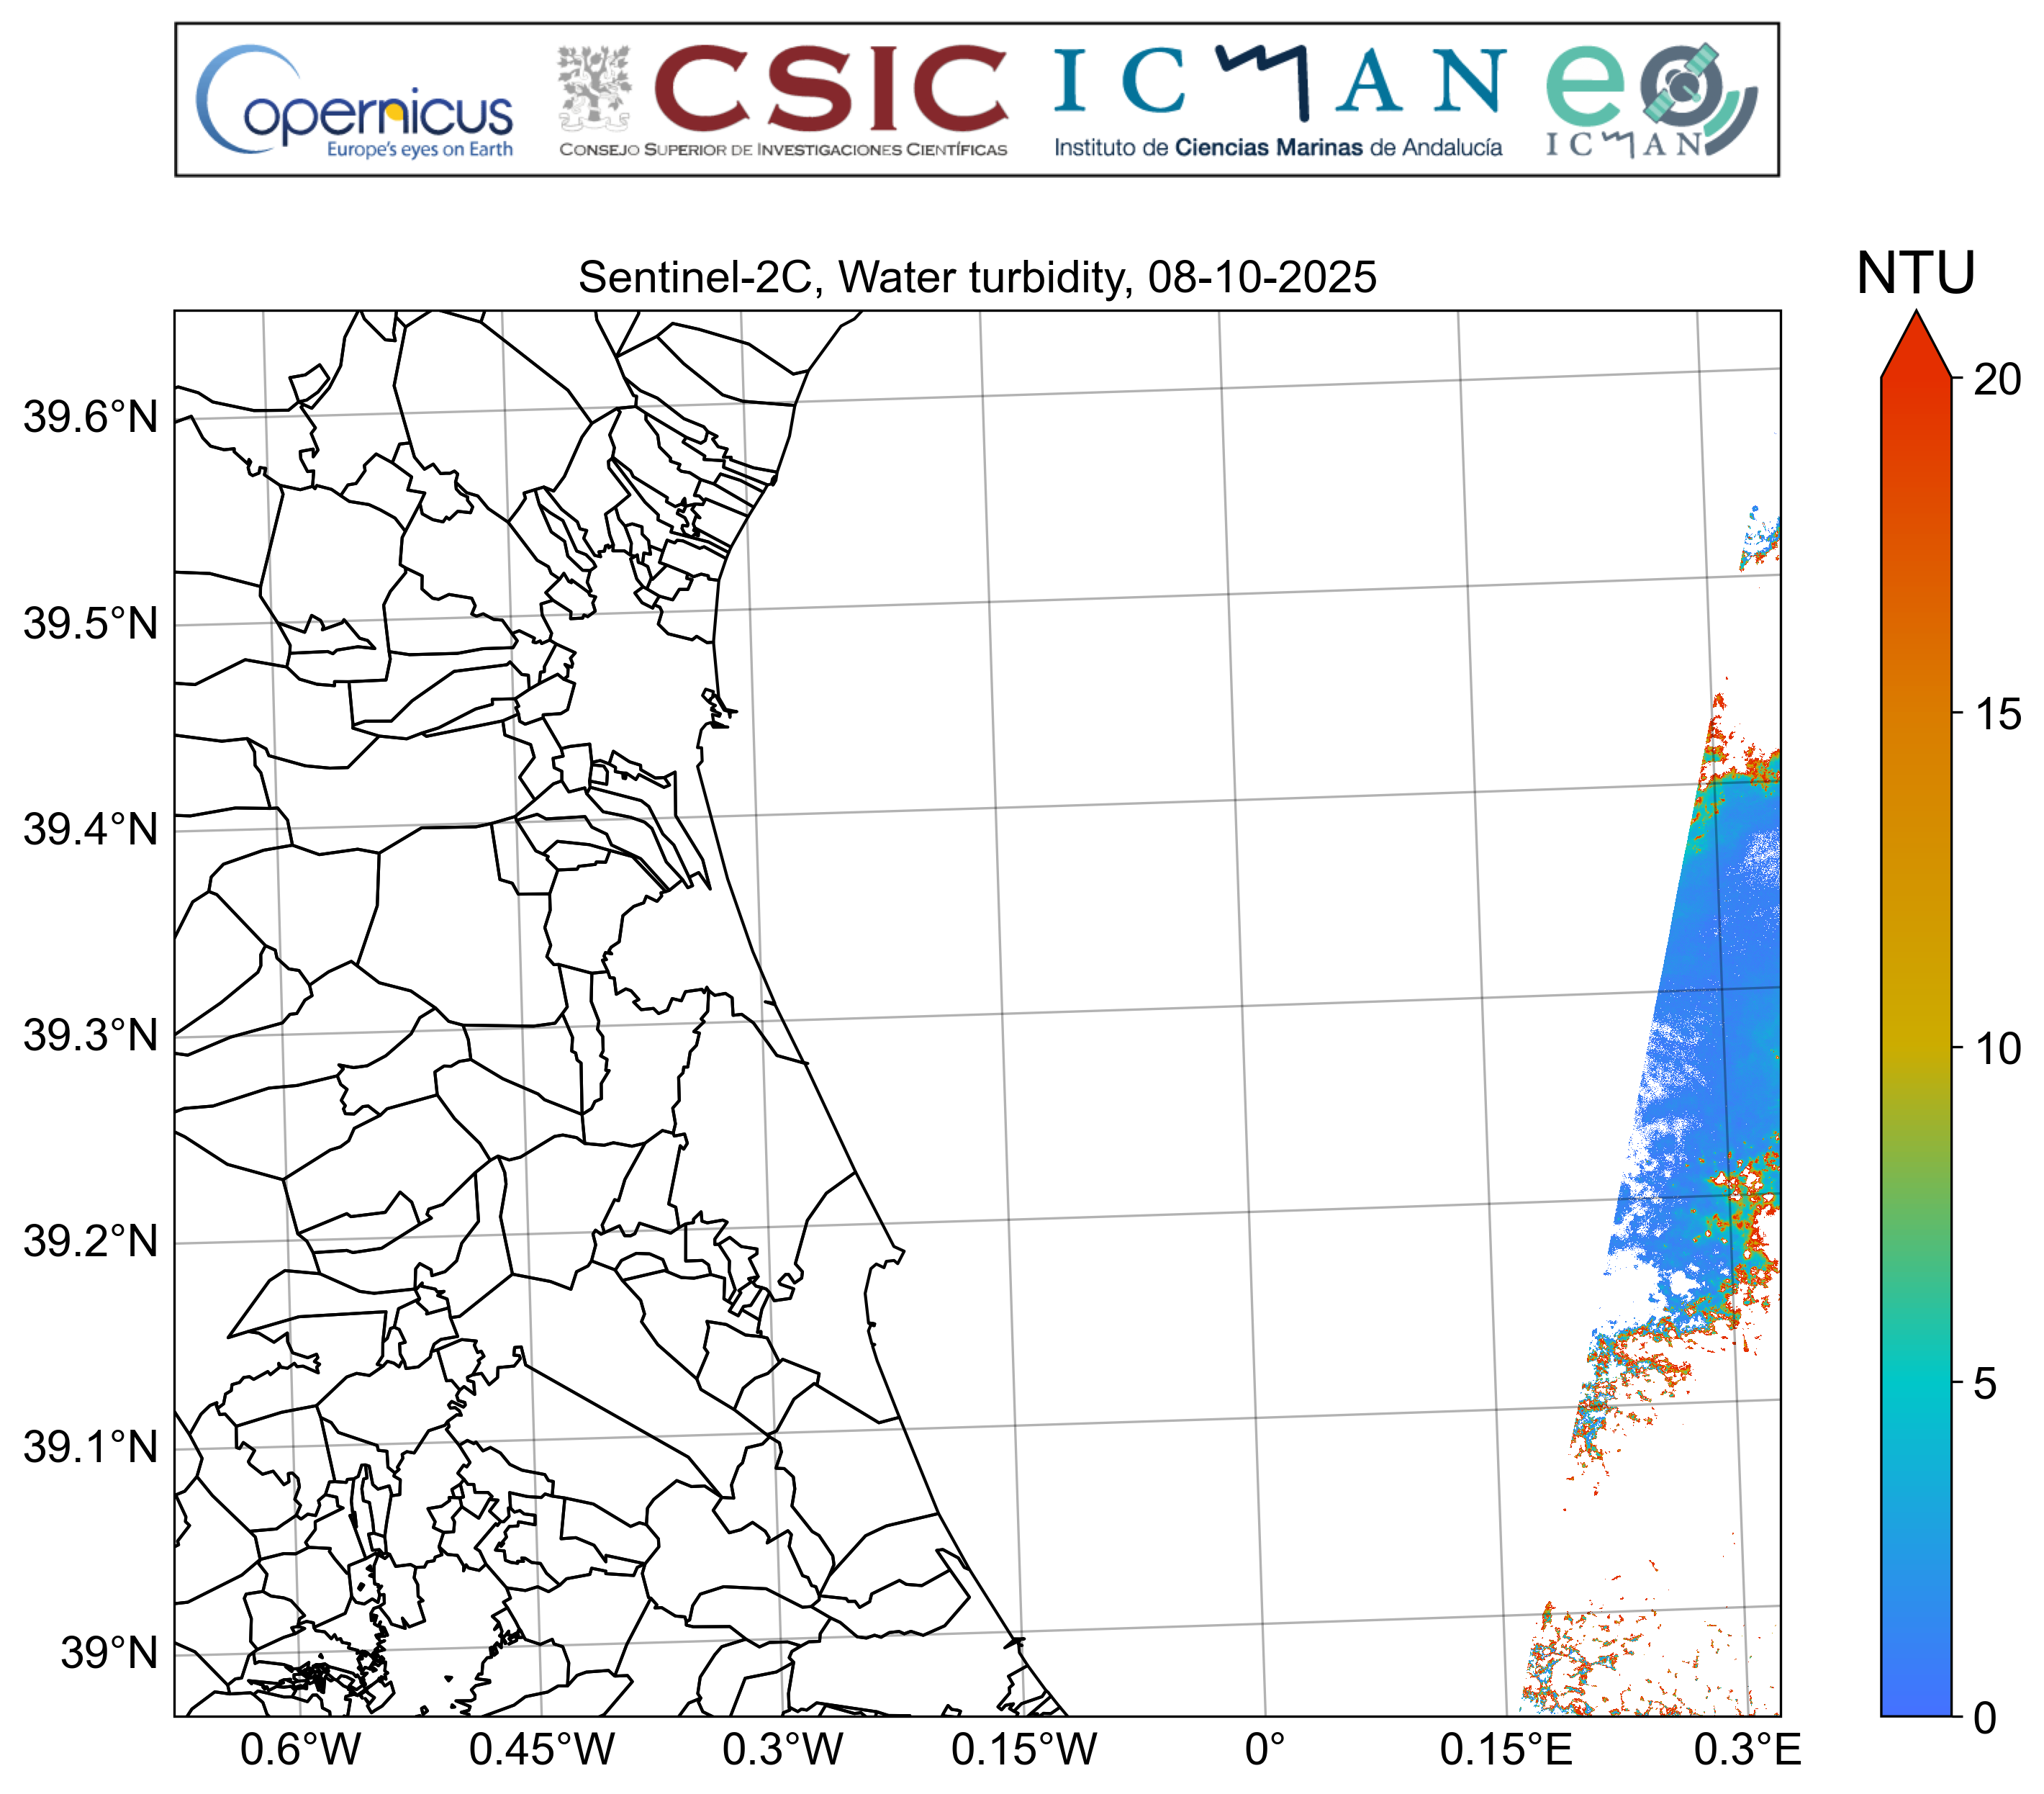 Copernicus
Europe's eyes on Earth
CSIC
CONSEJO SUPERIOR DE INVESTIGACIONES CIENTÍFICAS
ICMAN
Instituto de Ciencias Marinas de Andalucía
eo
ICMAN
Sentinel-2C, Water turbidity, 08-10-2025
NTU
39.6°N
39.5°N
39.4°N
39.3°N
39.2°N
39.1°N
39°N
0.6°W
0.45°W
0.3°W
0.15°W
0°
0.15°E
0.3°E
20
15
10
5
0